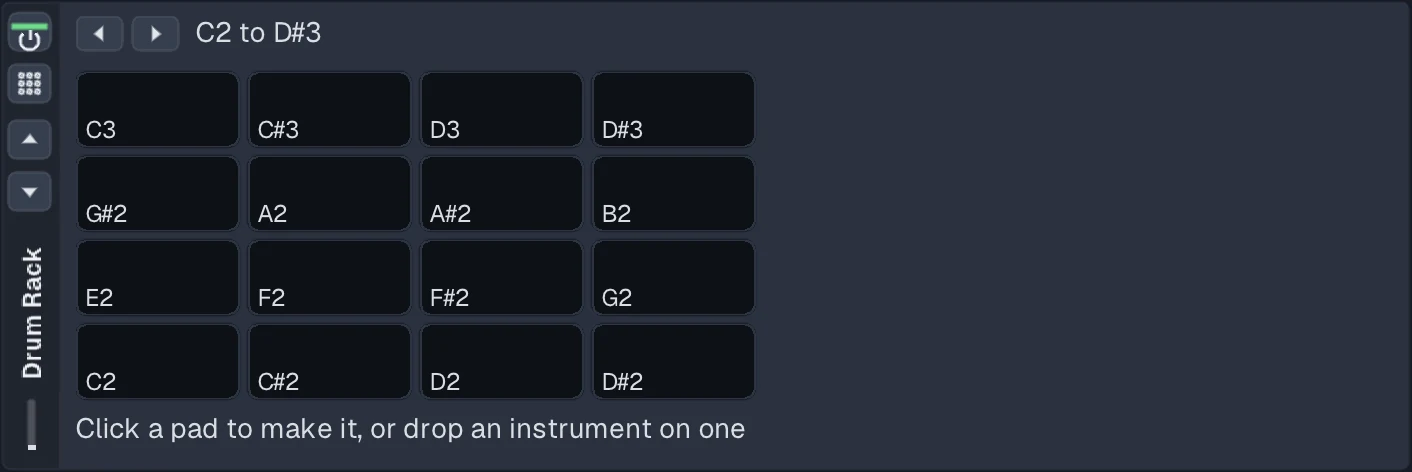 C2 to D#3
C3 C#3 D3 D#3
G#2 A2 A#2 B2
E2 F2 F#2 G2
C2 C#2 D2 D#2
Drum Rack
Click a pad to make it, or drop an instrument on one